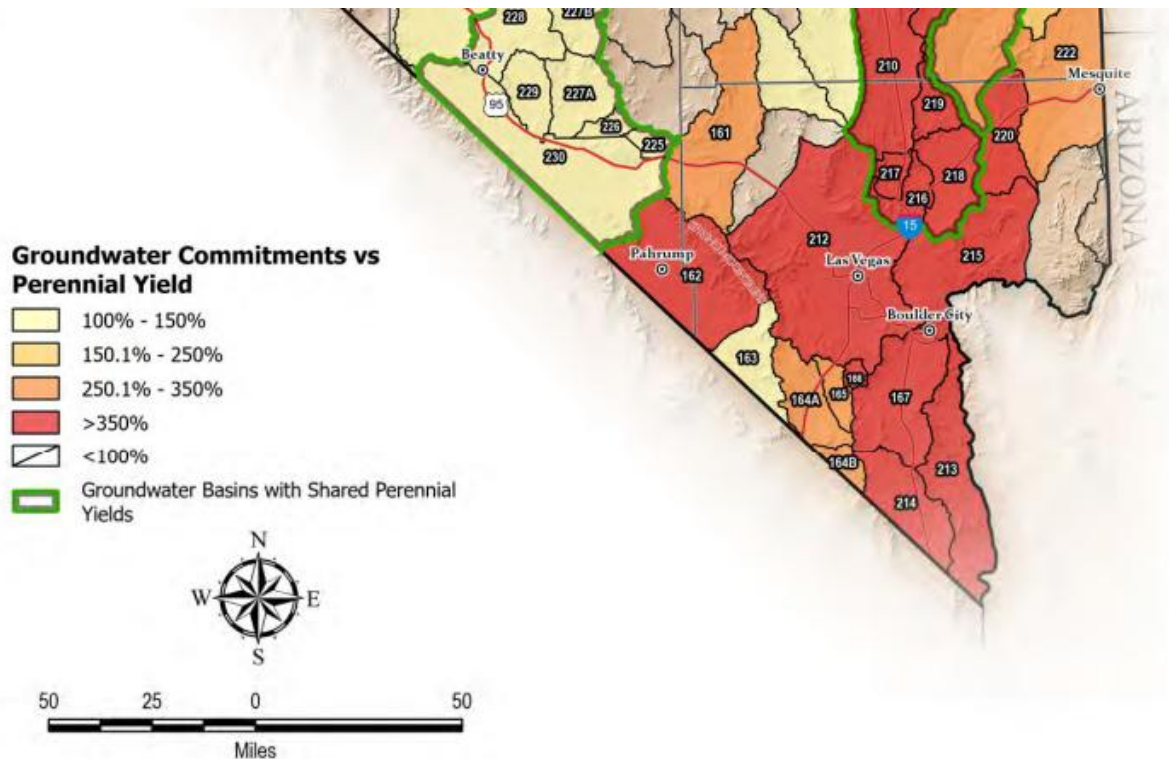 228
227B
Beatty
229
227A
95
226
225
230
161
210
219
222
Mesquite
ARIZONA
220
217
218
216
15
212
215
Pahrump
162
Las Vegas
Boulder City
163
164A
165
166
167
164B
213
214
Groundwater Commitments vs
Perennial Yield
100% - 150%
150.1% - 250%
250.1% - 350%
>350%
<100%
Groundwater Basins with Shared Perennial
Yields
N
W
E
S
50 25 0 50
Miles